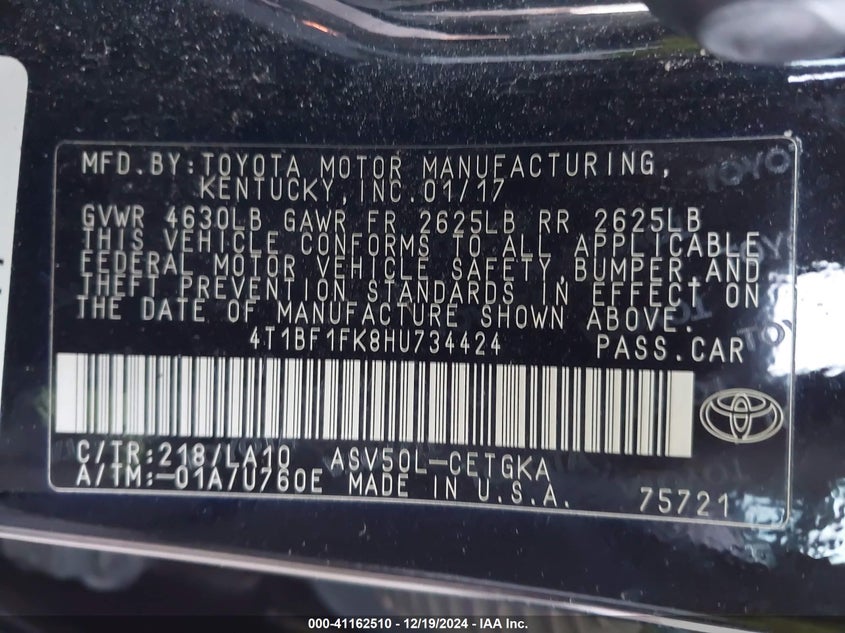 MFD.BY:TOYOTA MOTOR MANUFACTURING,
KENTUCKY,INC.01/17
GVWR 4630LB GAWR FR 2625LB RR 2625LB
THIS VEHICLE CONFORMS TO ALL APPLICABLE
FEDERAL MOTOR VEHICLE SAFETY,BUMPER,AND
THEFT PREVENTION STANDARDS IN EFFECT ON
THE DATE OF MANUFACTURE SHOWN ABOVE.
4T1BF1FK8HU734424 PASS.CAR
C/TR:218/LA10 ASV50L-CETGKA
A/TM:-01A/U760E MADE IN U.S.A. 75721
000-41162510 - 12/19/2024 - IAA Inc.